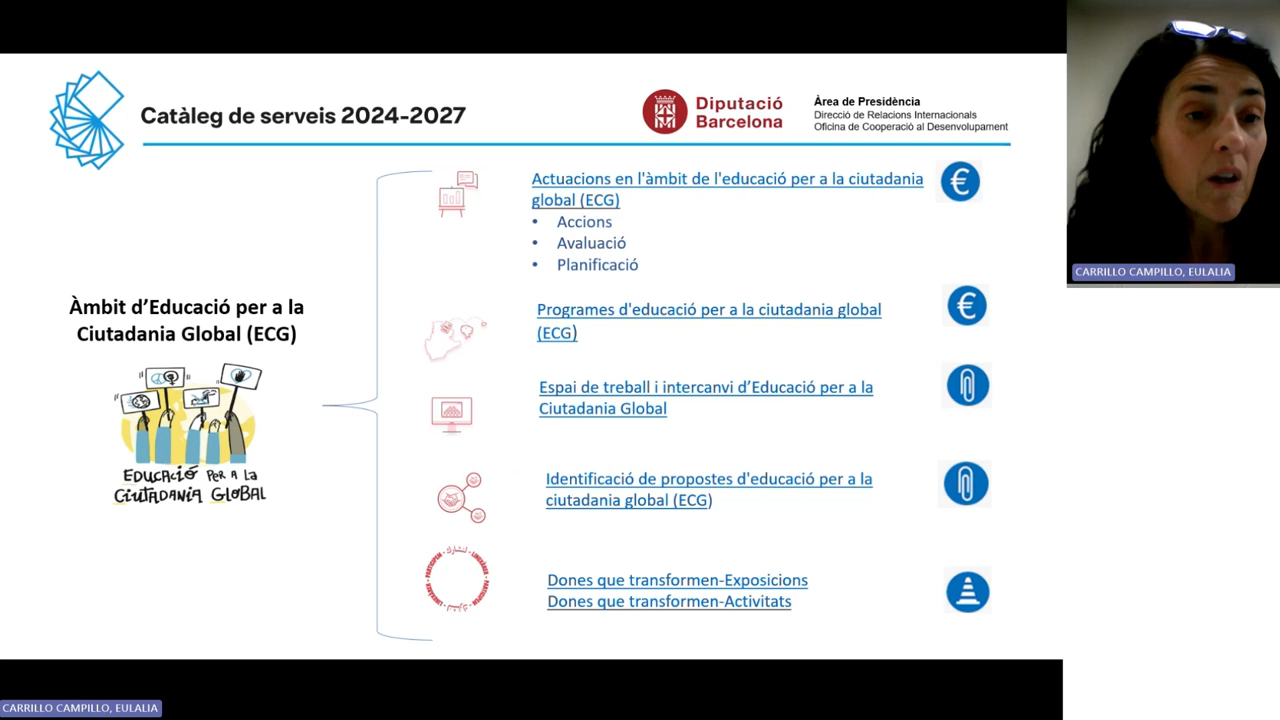 Catàleg de serveis 2024-2027
Diputació
Barcelona
Àrea de Presidència
Direcció de Relacions Internacionals
Oficina de Cooperació al Desenvolupament
Àmbit d’Educació per a la
Ciutadania Global (ECG)
EDUCACIÓ PER A LA
CIUTADANIA GLOBAL
Actuacions en l'àmbit de l'educació per a la ciutadania
global (ECG)
• Accions
• Avaluació
• Planificació
€
Programes d'educació per a la ciutadania global
(ECG)
€
Espai de treball i intercanvi d’Educació per a la
Ciutadania Global
Identificació de propostes d'educació per a la
ciutadania global (ECG)
Dones que transformen-Exposicions
Dones que transformen-Activitats
CARRILLO CAMPILLO, EULALIA
CARRILLO CAMPILLO, EULALIA